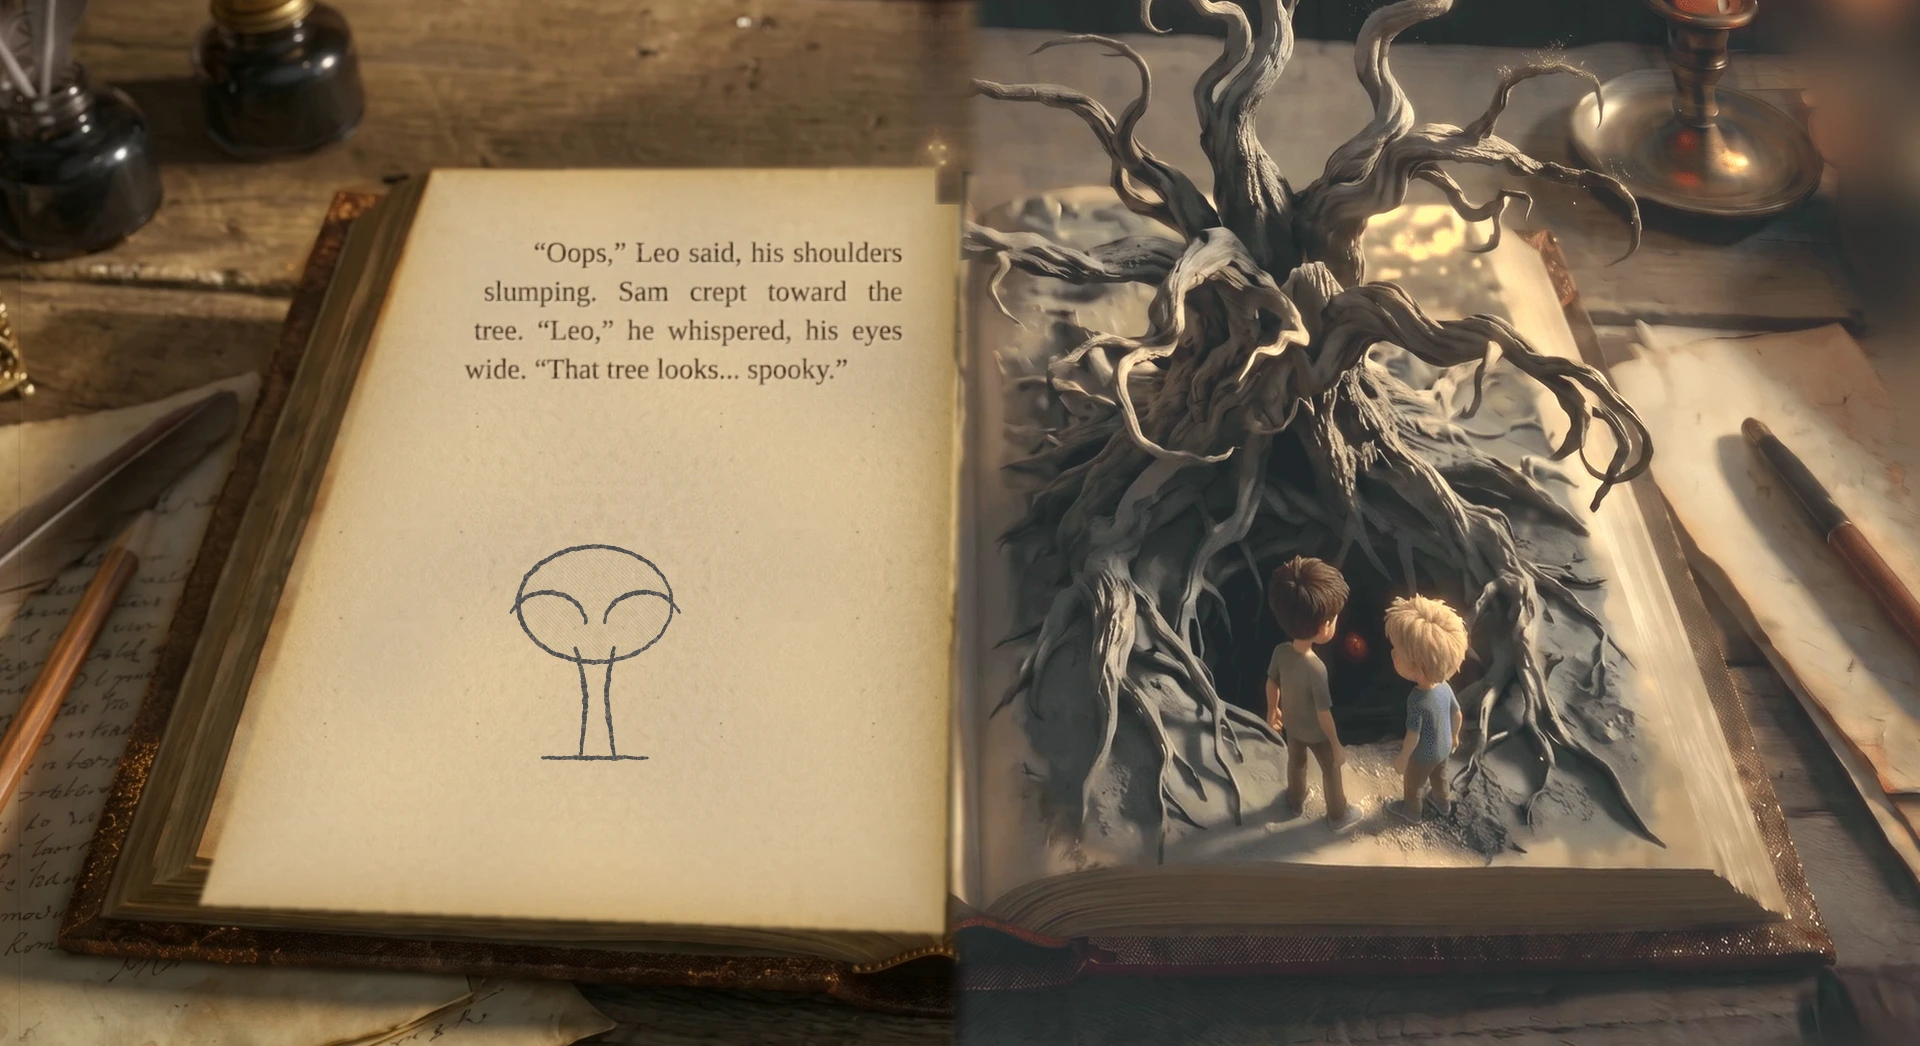 “Oops,” Leo said, his shoulders
slumping. Sam crept toward the
tree. “Leo,” he whispered, his eyes
wide. “That tree looks... spooky.”